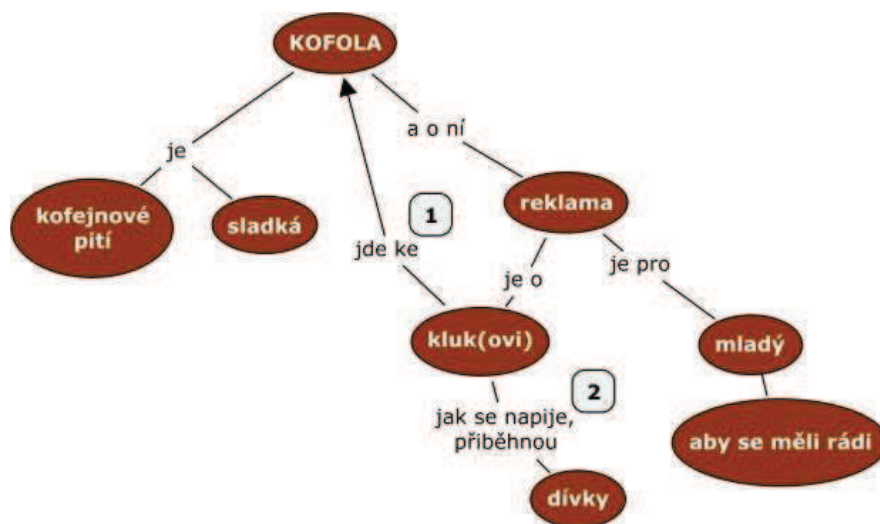 KOFOLA
a o ní
je
kofejnové
pití
sladká
reklama
1
jde ke
je o
je pro
kluk(ovi)
mladý
2
jak se napije,
přiběhnou
aby se měli rádi
dívky